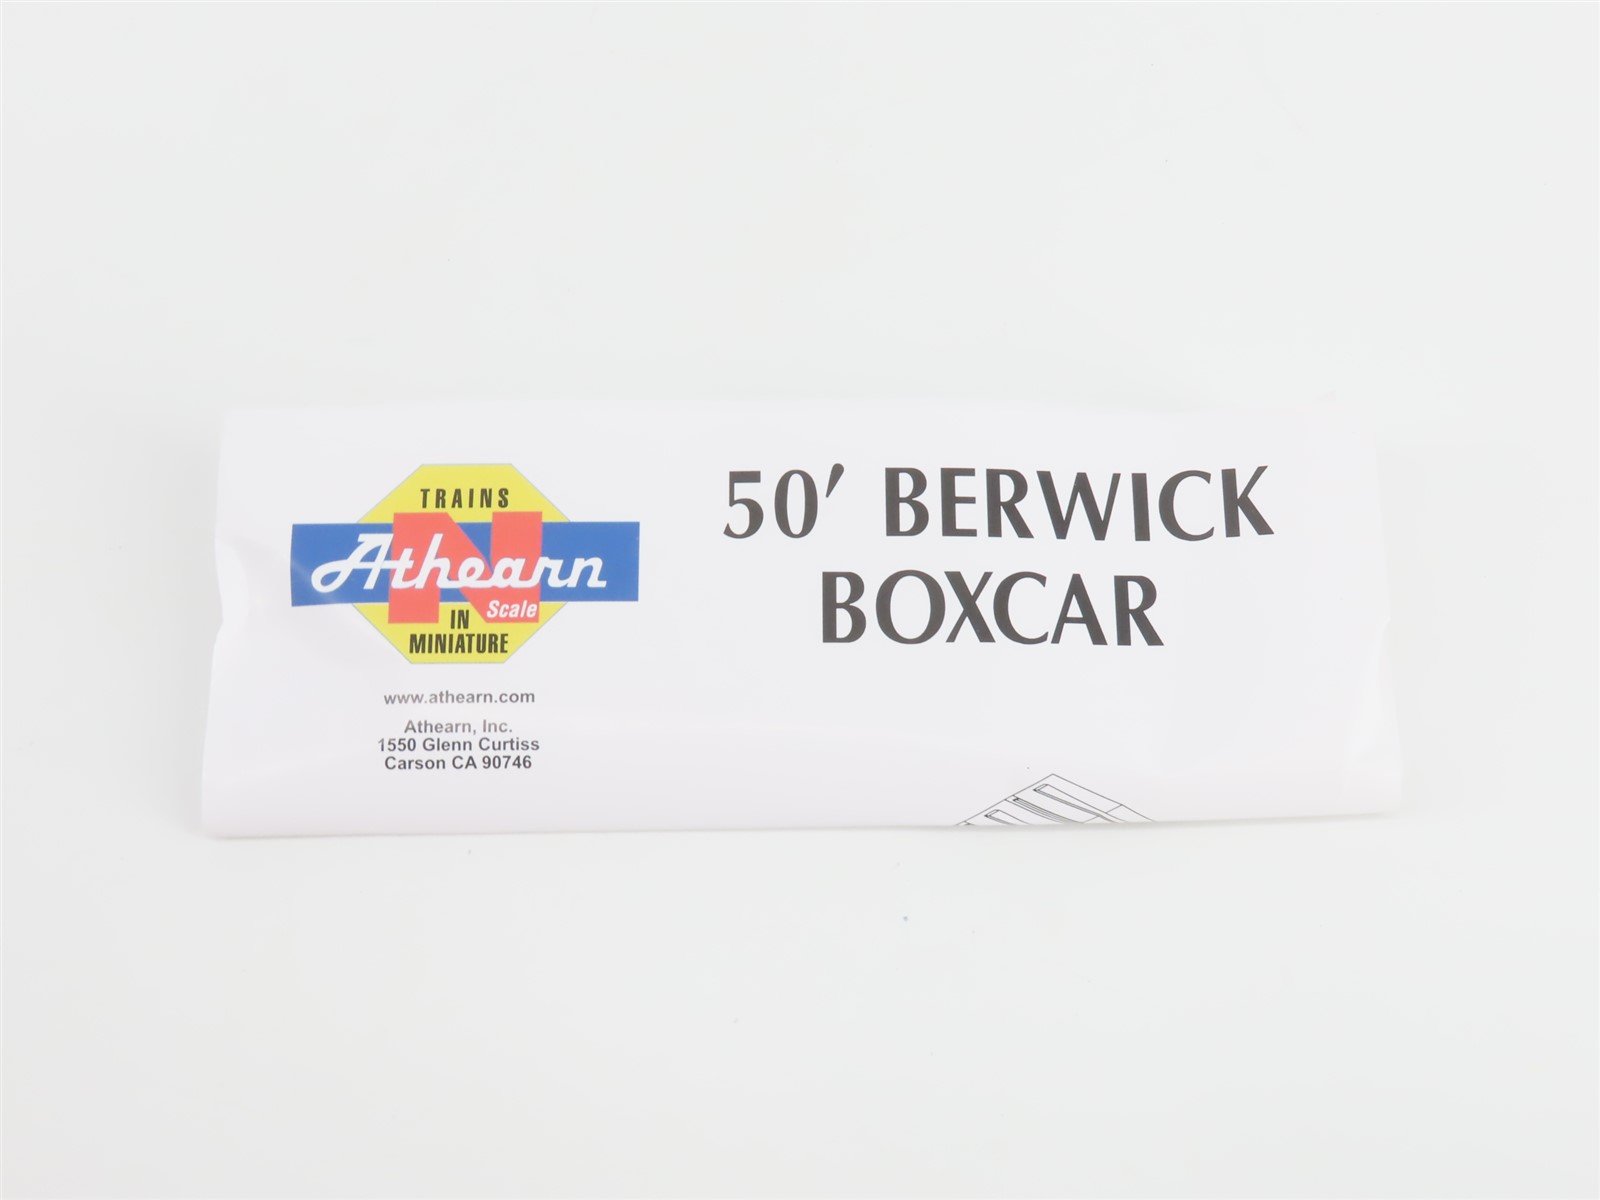 TRAINS
N
Athearn
Scale
IN
MINIATURE
www.athearn.com
Athearn, Inc.
1550 Glenn Curtiss
Carson CA 90746
50' BERWICK
BOXCAR